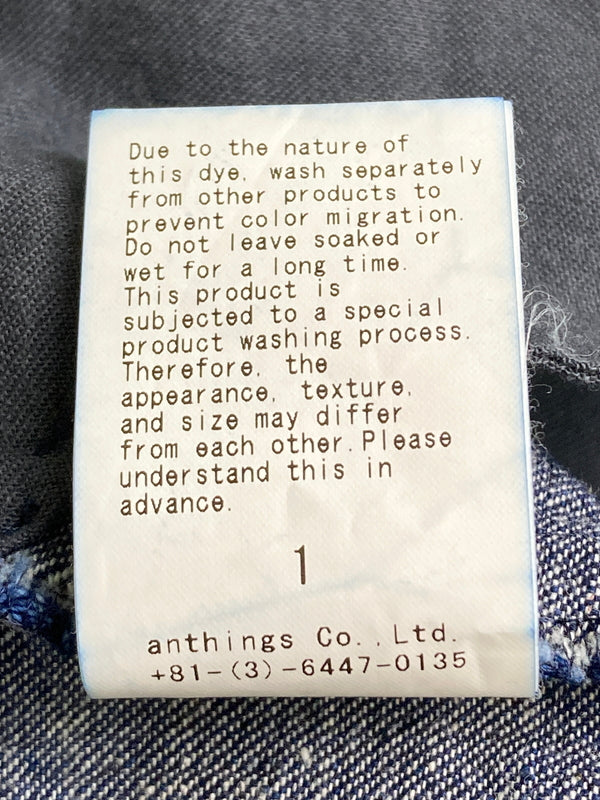 Due to the nature of
this dye, wash separately
from other products to
prevent color migration.
Do not leave soaked or
wet for a long time.
This product is
subjected to a special
product washing process.
Therefore, the
appearance, texture,
and size may differ
from each other.Please
understand this in
advance.
1
anthings Co.,Ltd.
+81-(3)-6447-0135